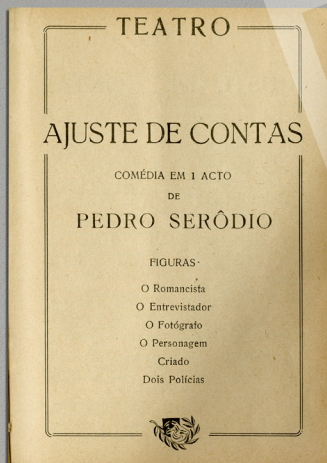 TEATRO
AJUSTE DE CONTAS
COMÉDIA EM 1 ACTO
DE
PEDRO SERÔDIO
FIGURAS
O Romancista
O Entrevistador
O Fotógrafo
O Personagem
Criado
Dois Polícias